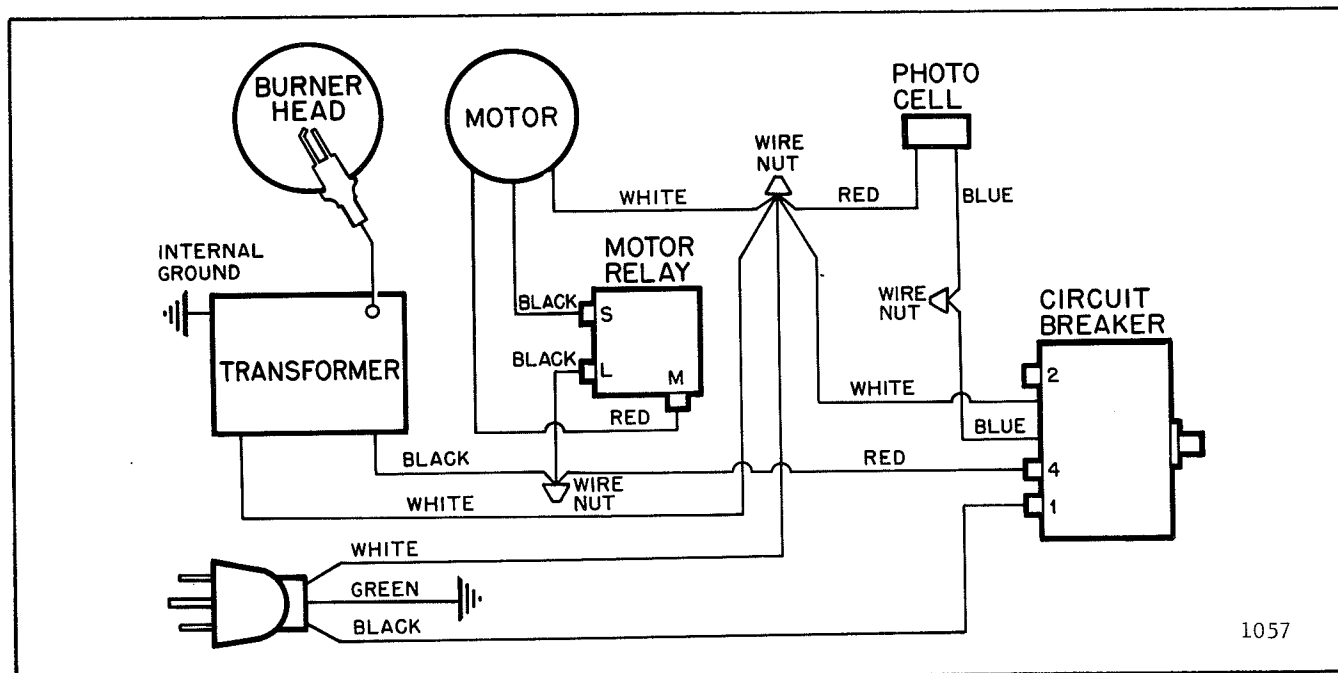 BURNER
HEAD
MOTOR
PHOTO
CELL
WIRE
NUT
WHITE
RED
BLUE
INTERNAL
GROUND
MOTOR
RELAY
BLACK
S
WIRE
NUT
CIRCUIT
BREAKER
TRANSFORMER
BLACK
L
M
2
WHITE
RED
BLUE
BLACK
RED
4
WIRE
NUT
WHITE
1
WHITE
GREEN
BLACK
1057